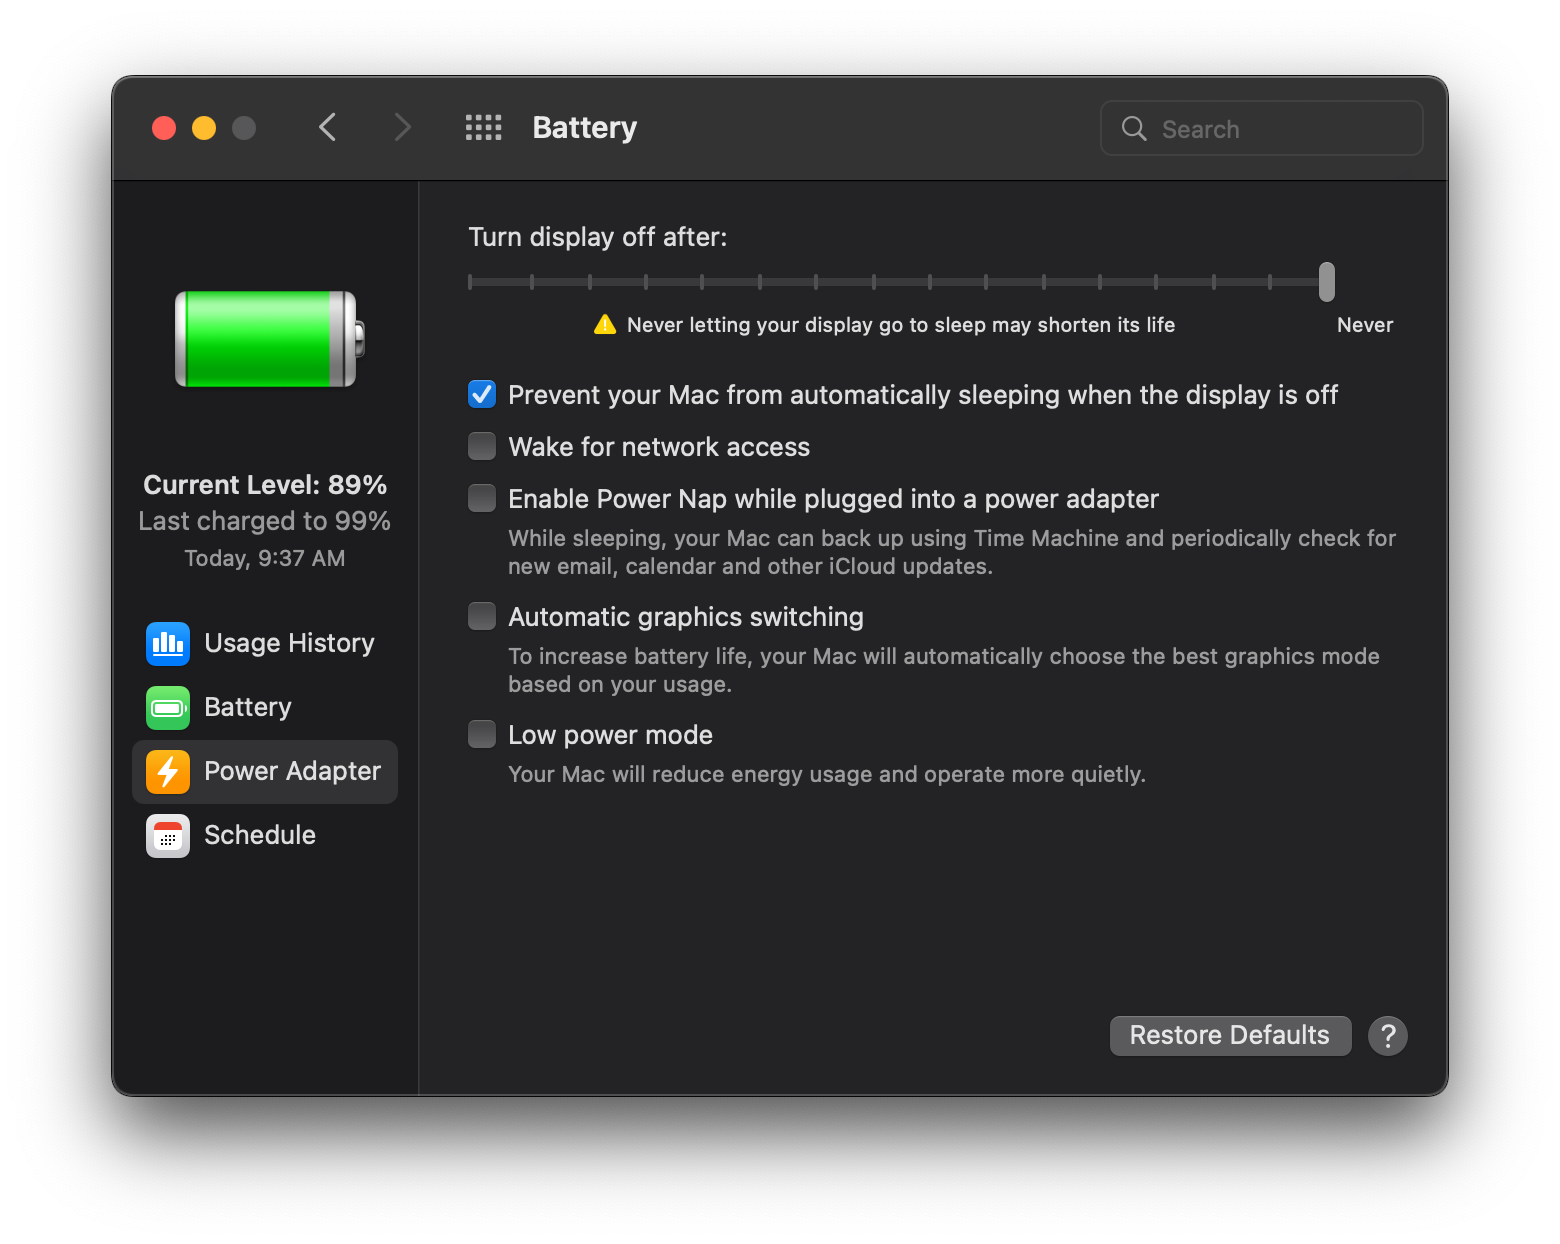 Battery
Search
Current Level: 89%
Last charged to 99%
Today, 9:37 AM
Usage History
Battery
Power Adapter
Schedule
Turn display off after:
Never letting your display go to sleep may shorten its life
Never
Prevent your Mac from automatically sleeping when the display is off
Wake for network access
Enable Power Nap while plugged into a power adapter
While sleeping, your Mac can back up using Time Machine and periodically check for
new email, calendar and other iCloud updates.
Automatic graphics switching
To increase battery life, your Mac will automatically choose the best graphics mode
based on your usage.
Low power mode
Your Mac will reduce energy usage and operate more quietly.
Restore Defaults
?